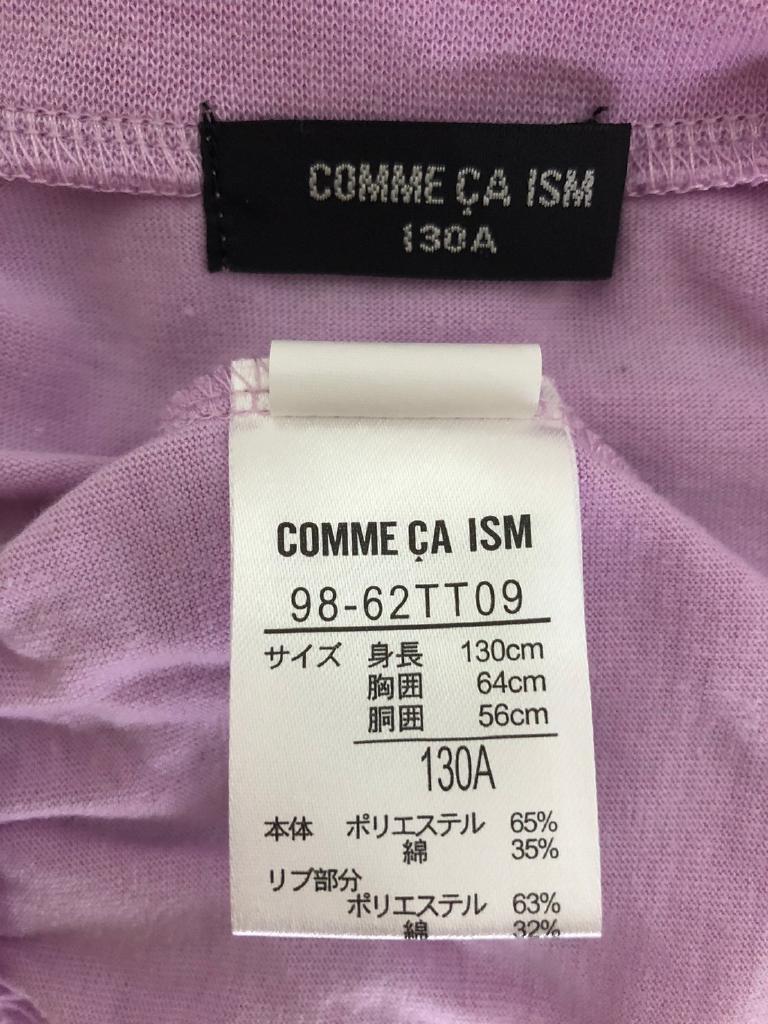 COMME ÇA ISM
130A
COMME ÇA ISM
98-62TT09
サイズ 身長 130cm
胸囲 64cm
胴囲 56cm
130A
本体 ポリエステル 65%
綿 35%
リブ部分
ポリエステル 63%
綿 32%